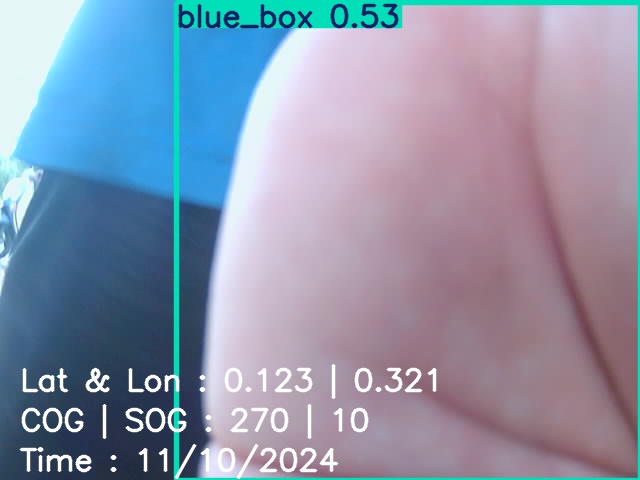 blue_box 0.53
Lat & Lon : 0.123 | 0.321
COG | SOG : 270 | 10
Time : 11/10/2024